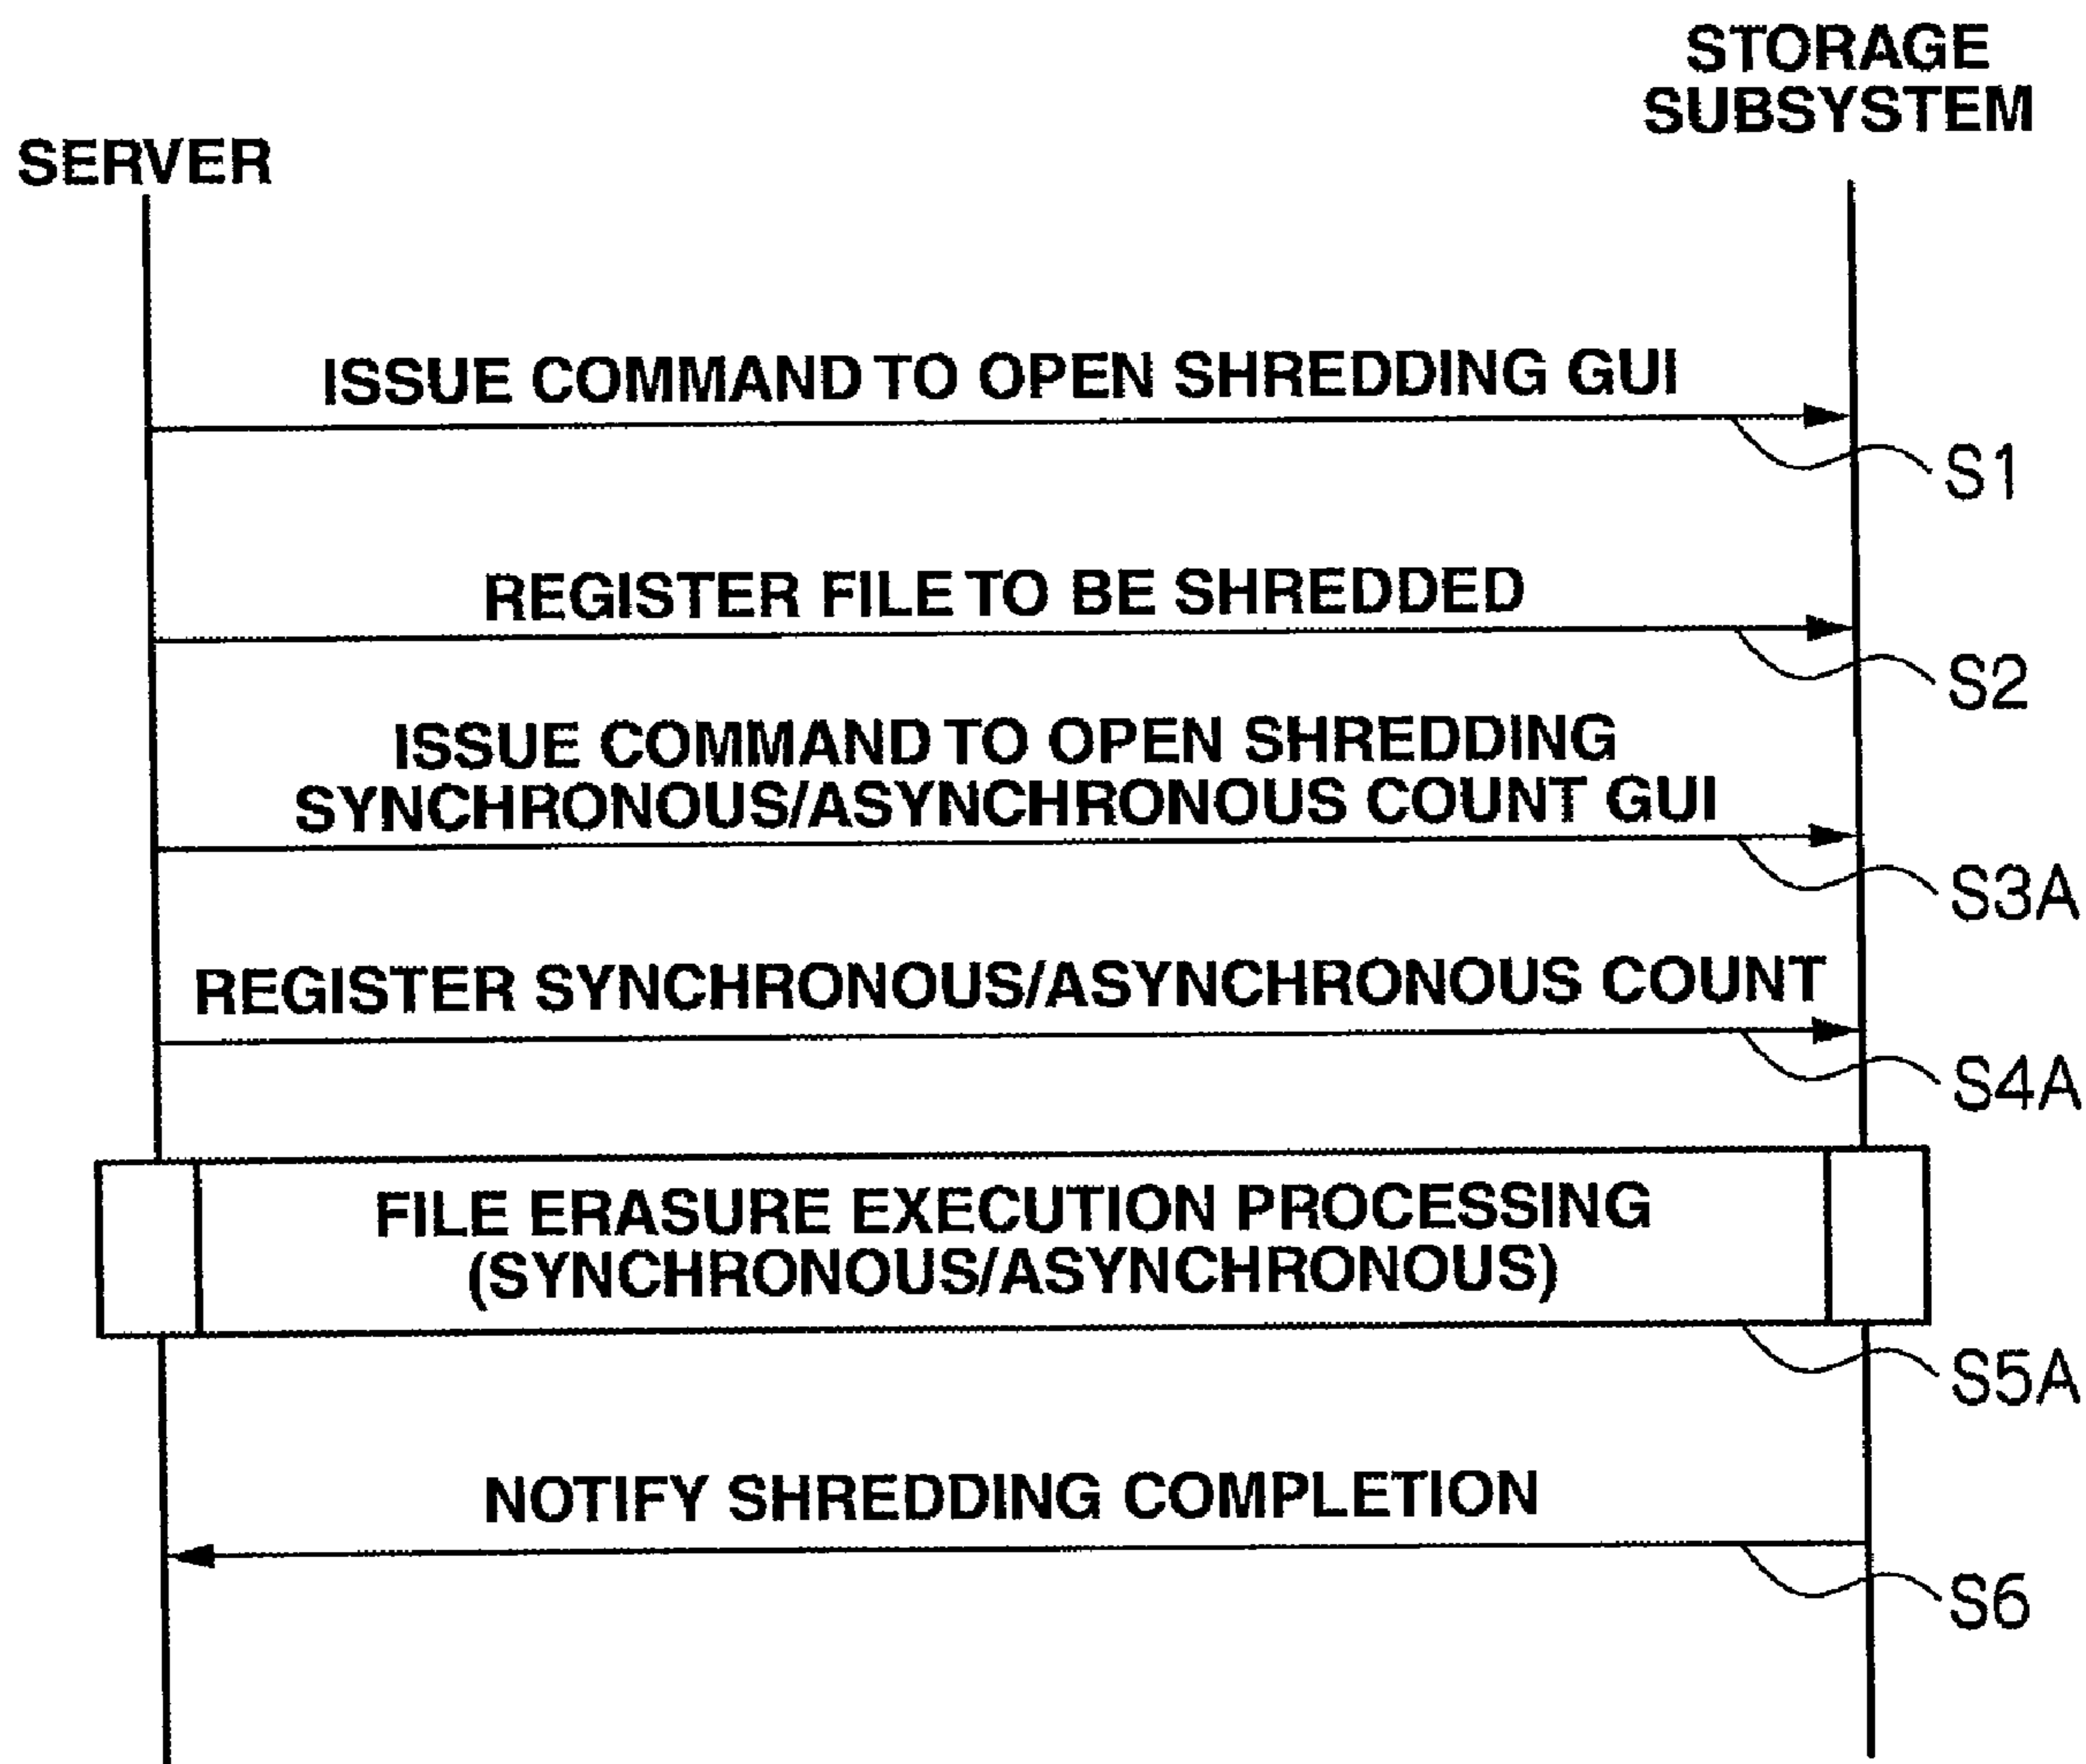 STORAGE
SUBSYSTEM
SERVER
ISSUE COMMAND TO OPEN SHREDDING GUI
S1
REGISTER FILE TO BE SHREDDED
S2
ISSUE COMMAND TO OPEN SHREDDING
SYNCHRONOUS/ASYNCHRONOUS COUNT GUI
S3A
REGISTER SYNCHRONOUS/ASYNCHRONOUS COUNT
S4A
FILE ERASURE EXECUTION PROCESSING
(SYNCHRONOUS/ASYNCHRONOUS)
S5A
NOTIFY SHREDDING COMPLETION
S6